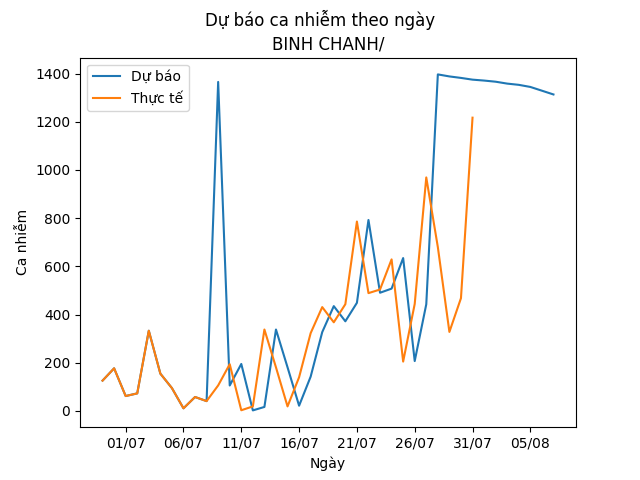 Dự báo ca nhiễm theo ngày
BINH CHANH/
Dự báo
Thực tế
Ca nhiễm
1400
1200
1000
800
600
400
200
0
01/07 06/07 11/07 16/07 21/07 26/07 31/07 05/08
Ngày